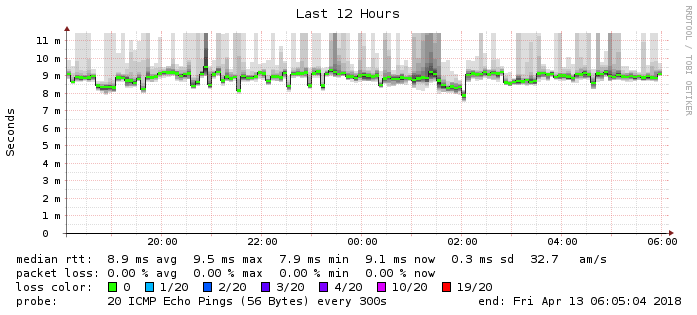 Last 12 Hours
RRDTOOL / TOBI OETIKER
Seconds
11 m
10 m
9 m
8 m
7 m
6 m
5 m
4 m
3 m
2 m
1 m
0
20:00 22:00 00:00 02:00 04:00 06:00
median rtt: 8.9 ms avg 9.5 ms max 7.9 ms min 9.1 ms now 0.3 ms sd 32.7 am/s
packet loss: 0.00 % avg 0.00 % max 0.00 % min 0.00 % now
loss color: 0 1/20 2/20 3/20 4/20 10/20 19/20
probe: 20 ICMP Echo Pings (56 Bytes) every 300s end: Fri Apr 13 06:05:04 2018